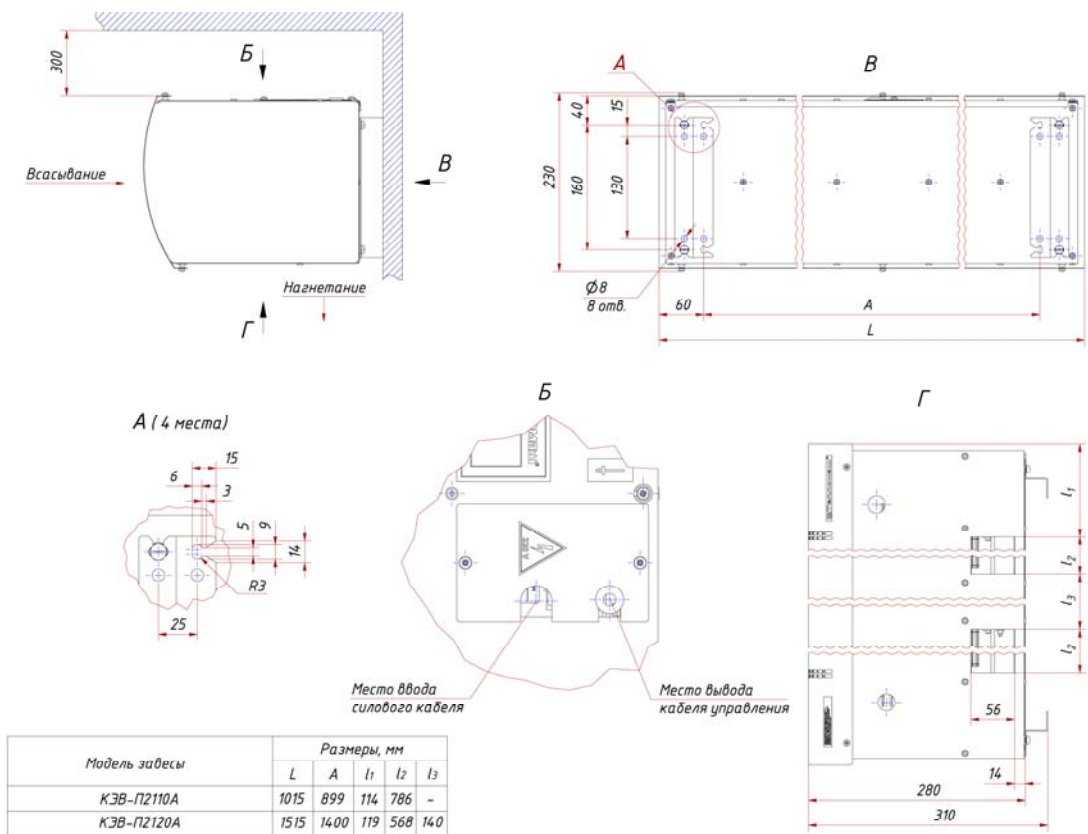 300
Б
В
Всасывание
Нагнетание
Г
А
В
40
15
230
160
130
Ø8
8 отв.
60
А
L
А ( 4 места)
15
6
3
5
9
14
R3
25
Б
Место ввода
силового кабеля
Место вывода
кабеля управления
Г
l1
l2
l3
l2
56
14
280
310
Модель завесы Размеры, мм
L А l1 l2 l3
КЭВ-П2110А 1015 899 114 786 -
КЭВ-П2120А 1515 1400 119 568 140